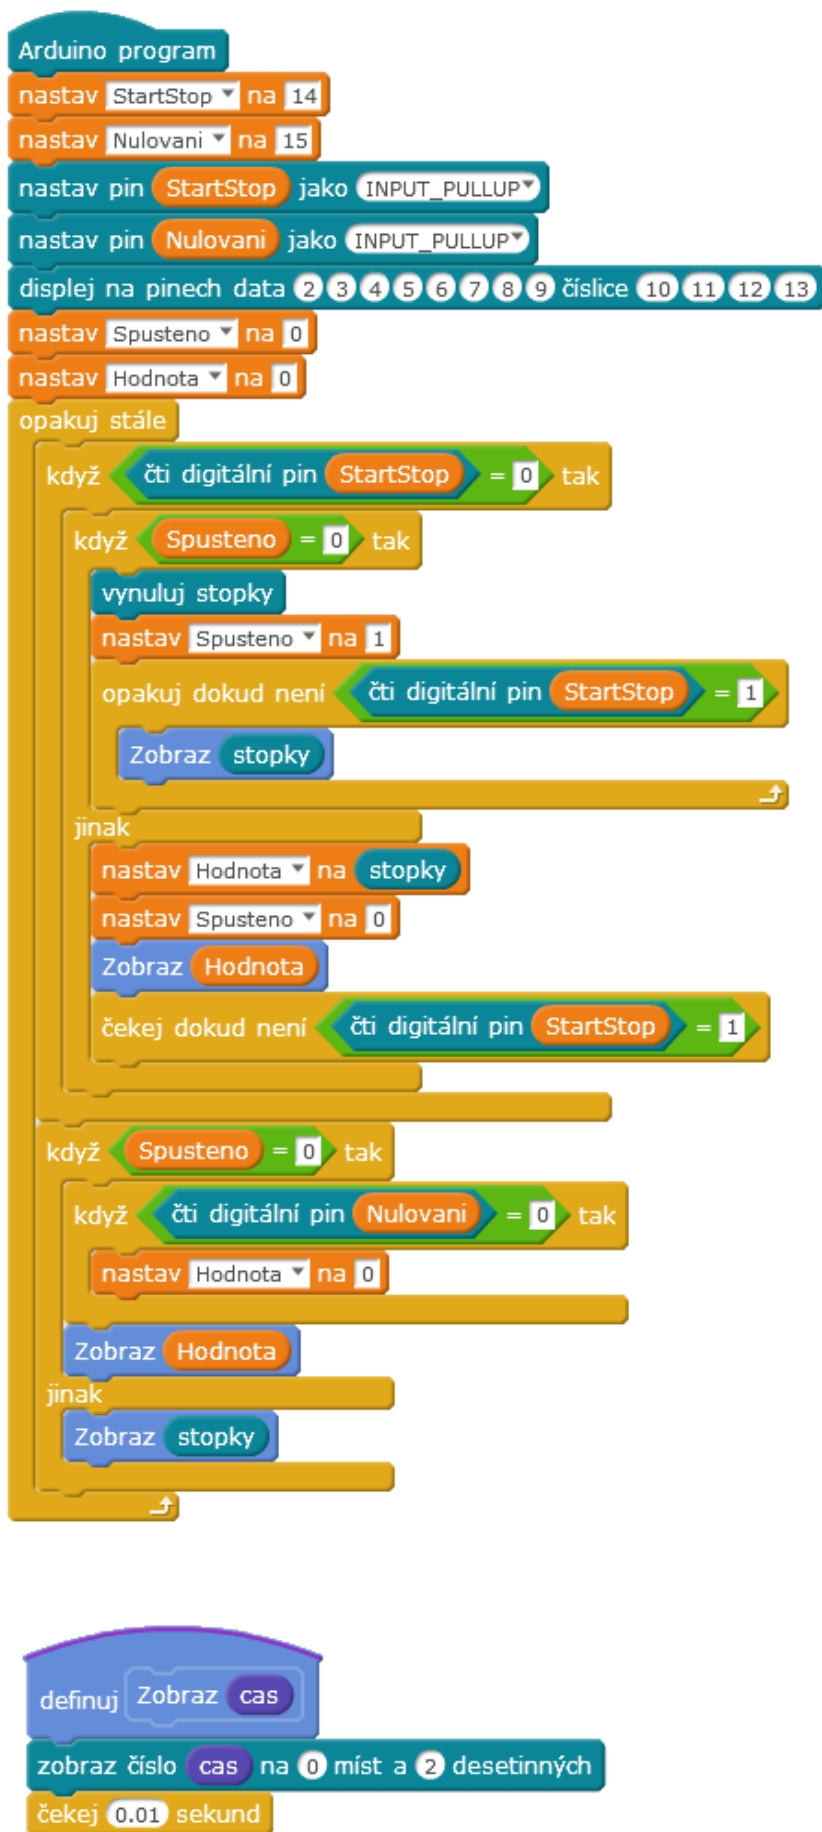 Arduino program
nastav StartStop na 14
nastav Nulovani na 15
nastav pin StartStop jako INPUT_PULLUP
nastav pin Nulovani jako INPUT_PULLUP
displej na pinech data 2 3 4 5 6 7 8 9 číslice 10 11 12 13
nastav Spusteno na 0
nastav Hodnota na 0
opakuj stále
když čti digitální pin StartStop = 0 tak
když Spusteno = 0 tak
vynuluj stopky
nastav Spusteno na 1
opakuj dokud není čti digitální pin StartStop = 1
Zobraz stopky
jinak
nastav Hodnota na stopky
nastav Spusteno na 0
Zobraz Hodnota
čekej dokud není čti digitální pin StartStop = 1
když Spusteno = 0 tak
když čti digitální pin Nulovani = 0 tak
nastav Hodnota na 0
Zobraz Hodnota
jinak
Zobraz stopky
definuj Zobraz cas
zobraz číslo cas na 0 míst a 2 desetinných
čekej 0.01 sekund